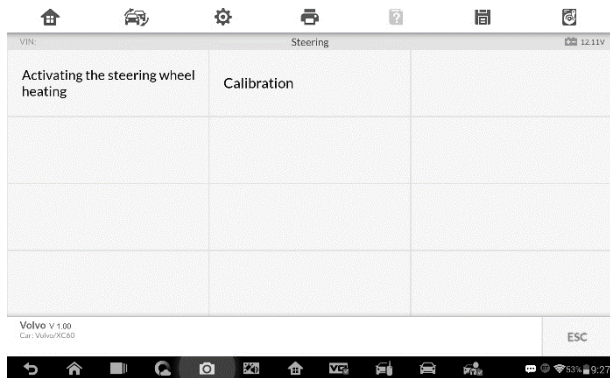 VIN:
Steering
12.11V
Activating the steering wheel
heating
Calibration
Volvo V 1.00
Car: Volvo/XC60
ESC
53%
9:27